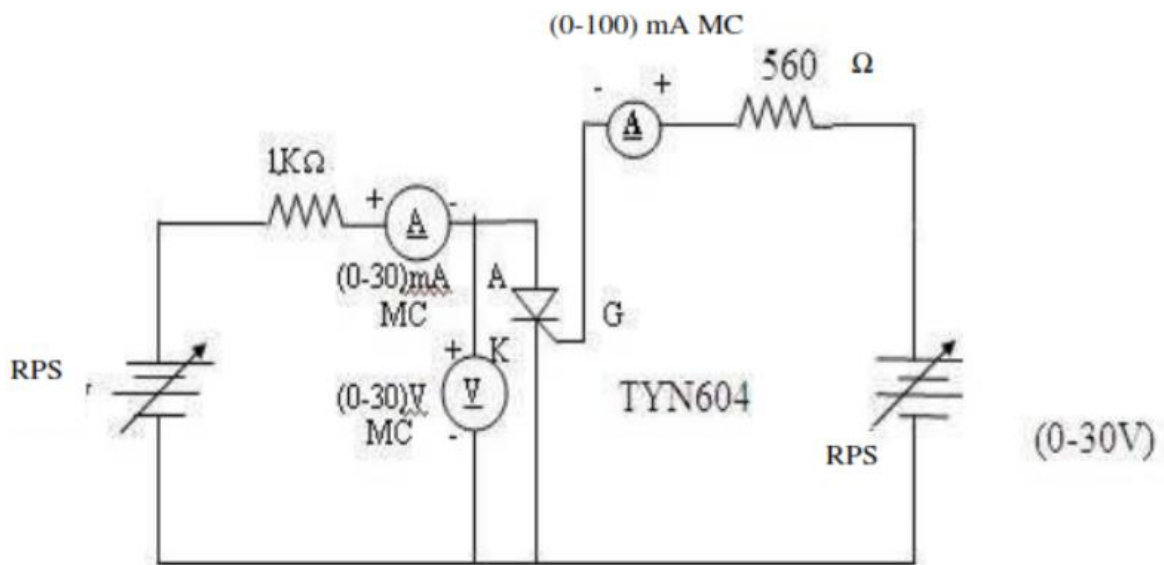 (0-100) mA MC
560 Ω
- +
A
1KΩ
+ -
A
(0-30)mA
MC
A
G
K
RPS
+
V
-
(0-30)V
MC
TYN604
RPS
(0-30V)